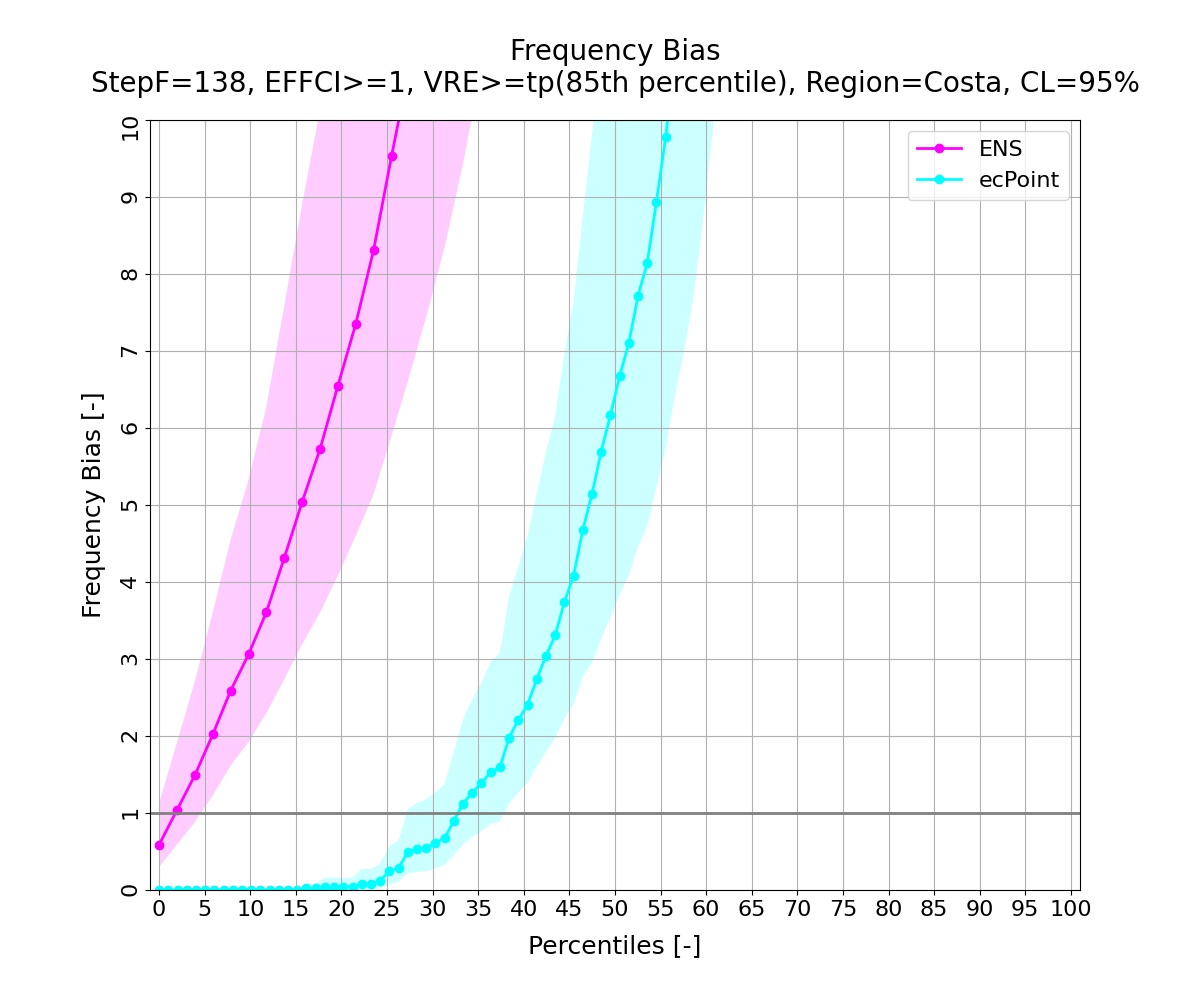 Frequency Bias
StepF=138, EFFCI>=1, VRE>=tp(85th percentile), Region=Costa, CL=95%
ENS
ecPoint
Frequency Bias [-]
10
9
8
7
6
5
4
3
2
1
0
0 5 10 15 20 25 30 35 40 45 50 55 60 65 70 75 80 85 90 95 100
Percentiles [-]